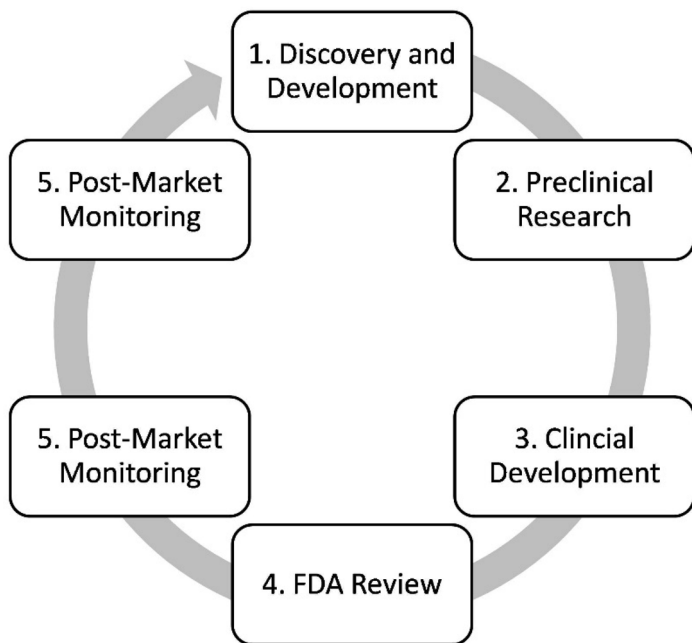 1. Discovery and
Development
2. Preclinical
Research
3. Clincial
Development
4. FDA Review
5. Post-Market
Monitoring
5. Post-Market
Monitoring